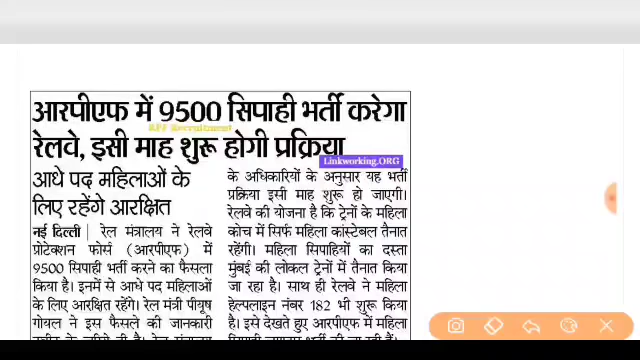 आरपीएफ में 9500 सिपाही भर्ती करेगा
RPF Recruitment
रेलवे, इसी माह शुरू होगी प्रक्रिया
Linkworking.ORG
आधे पद महिलाओं के
लिए रहेंगे आरक्षित
नई दिल्ली | रेल मंत्रालय ने रेलवे
प्रोटेक्शन फोर्स (आरपीएफ) में
9500 सिपाही भर्ती करने का फैसला
किया है। इनमें से आधे पद महिलाओं
के लिए आरक्षित रहेंगे। रेल मंत्री पीयूष
गोयल ने इस फैसले की जानकारी
के अधिकारियों के अनुसार यह भर्ती
प्रक्रिया इसी माह शुरू हो जाएगी।
रेलवे की योजना है कि ट्रेनों के महिला
कोच में सिर्फ महिला कांस्टेबल तैनात
रहेंगी। महिला सिपाहियों का दस्ता
मुंबई की लोकल ट्रेनों में तैनात किया
जा रहा है। साथ ही रेलवे ने महिला
हेल्पलाइन नंबर 182 भी शुरू किया
है। इसे देखते हुए आरपीएफ में महिला